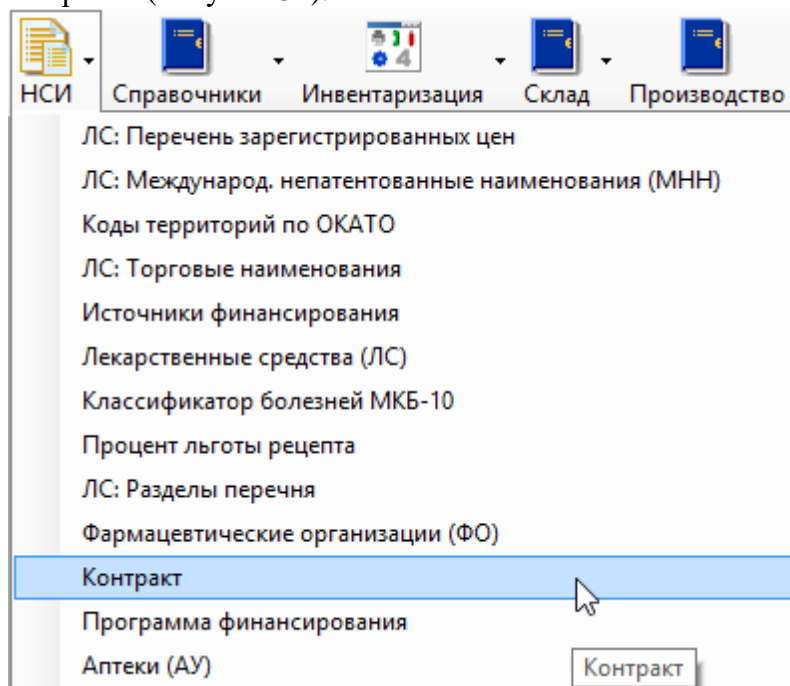 НСИ Справочники Инвентаризация Склад Производство
ЛС: Перечень зарегистрированных цен
ЛС: Международ. непатентованные наименования (МНН)
Коды территорий по ОКАТО
ЛС: Торговые наименования
Источники финансирования
Лекарственные средства (ЛС)
Классификатор болезней МКБ-10
Процент льготы рецепта
ЛС: Разделы перечня
Фармацевтические организации (ФО)
Контракт
Программа финансирования
Аптеки (АУ)
Контракт